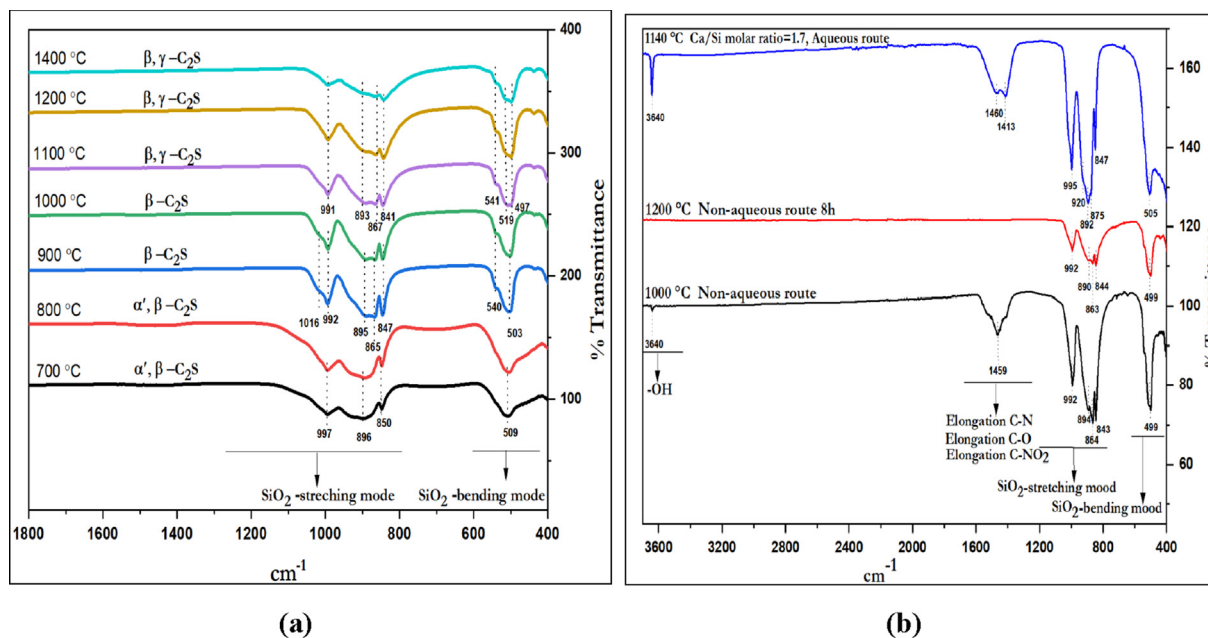 400
1400 °C β, γ –C2S
1200 °C β, γ –C2S
300
1100 °C β, γ –C2S
1000 °C β –C2S
991 893 867 841 541 519 497
900 °C β –C2S
200
800 °C α', β –C2S
1016 992 895 865 847 540 503
700 °C α', β –C2S
100
997 896 850 509
SiO2 -streching mode SiO2 -bending mode
1800 1600 1400 1200 1000 800 600 400
cm-1
% Transmittance
(a)
1140 °C Ca/Si molar ratio=1.7, Aqueous route
160
3640
1460
1413
140
995 920 892 875 847 505
1200 °C Non-aqueous route 8h
120
992 890 863 844 499
1000 °C Non-aqueous route
100
3640
1459
-OH
80
992 894 864 843 499
Elongation C-N
Elongation C-O
Elongation C-NO2
SiO2-stretching mood
SiO2-bending mood
60
3600 2800 2000 1600 1200 800 400
cm-1
(b)